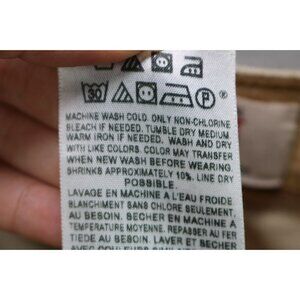 30 P
MACHINE WASH COLD. ONLY NON-CHLORINE
BLEACH IF NEEDED. TUMBLE DRY MEDIUM.
WARM IRON IF NEEDED. WASH AND DRY
WITH LIKE COLORS. COLOR MAY TRANSFER
WHEN NEW WASH BEFORE WEARING.
SHRINKS APPROXIMATELY 10%. LINE DRY
POSSIBLE.
LAVAGE EN MACHINE A L'EAU FROIDE
BLANCHIMENT SANS CHLORE SEULEMENT,
AU BESOIN. SECHER EN MACHINE A
TEMPERATURE MOYENNE. REPASSER AU FER
TIEDE AU BESOIN. LAVER ET SECHER
AVEC